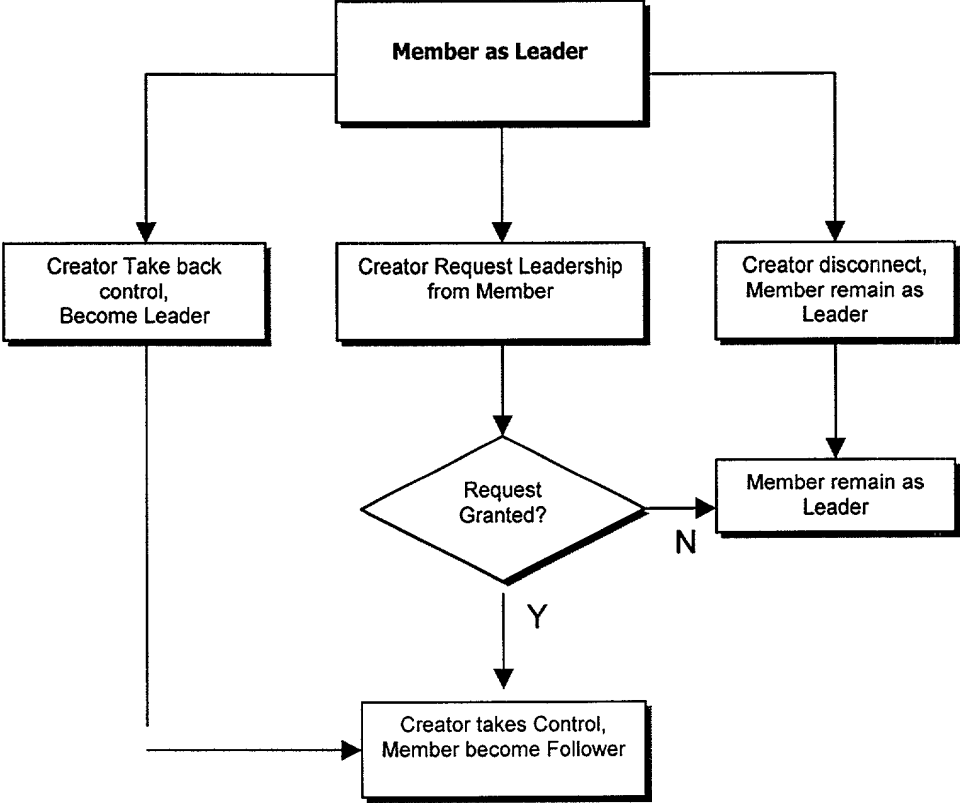 Member as Leader
Creator Take back
control,
Become Leader
Creator Request Leadership
from Member
Creator disconnect,
Member remain as
Leader
Request
Granted?
N
Member remain as
Leader
Y
Creator takes Control,
Member become Follower